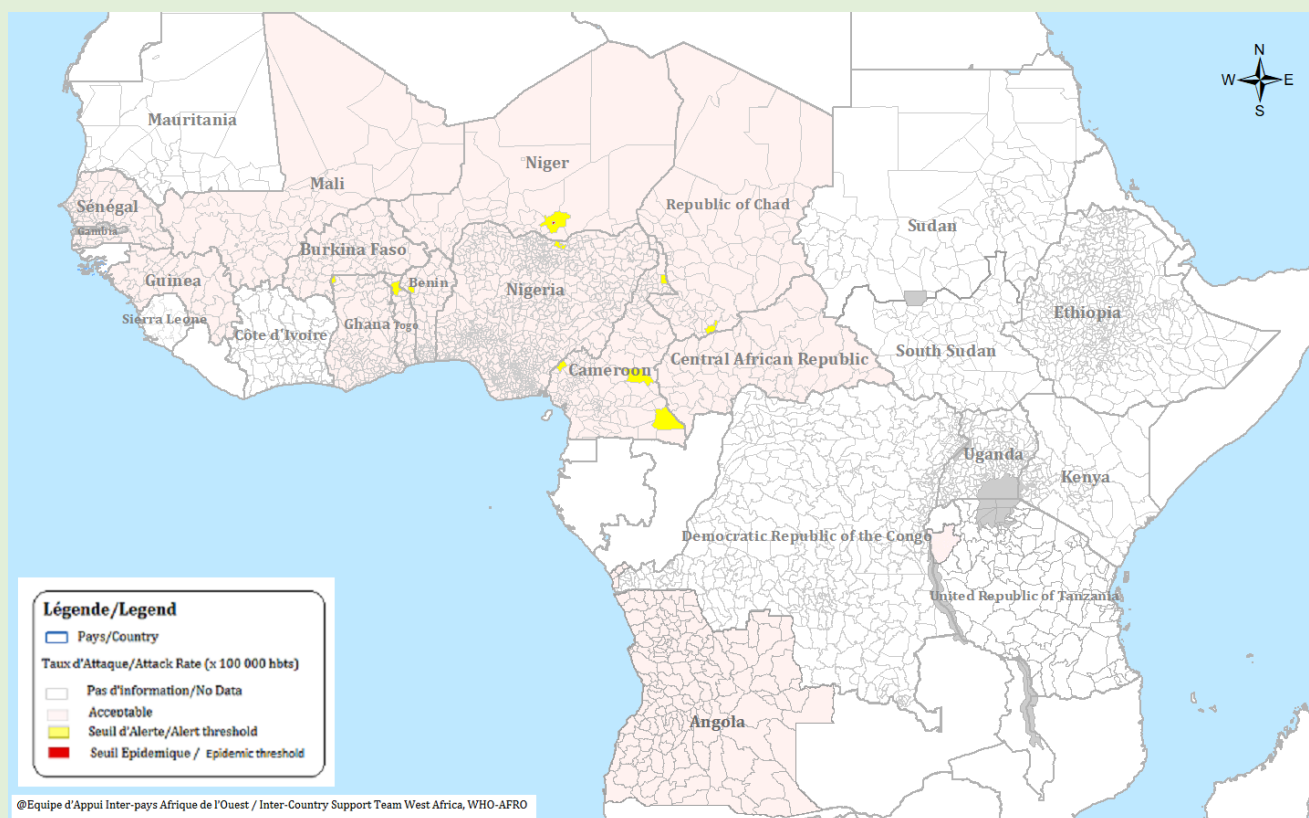 N
W
E
S
Mauritania
Mali
Niger
Republic of Chad
Sudan
Sénégal
Gambia
Burkina Faso
Guinea
Benin
Nigeria
Ethiopia
Sierra Leone
Côte d'Ivoire
Ghana
Togo
South Sudan
Cameroon
Central African Republic
Uganda
Kenya
Democratic Republic of the Congo
United Republic of Tanzania
Angola
Légende/Legend
Pays/Country
Taux d'Attaque/Attack Rate (x 100 000 hbts)
Pas d'information/No Data
Acceptable
Seuil d'Alerte/Alert threshold
Seuil Epidemique / Epidemic threshold
@Equipe d'Appui Inter-pays Afrique de l'Ouest / Inter-Country Support Team West Africa, WHO-AFRO